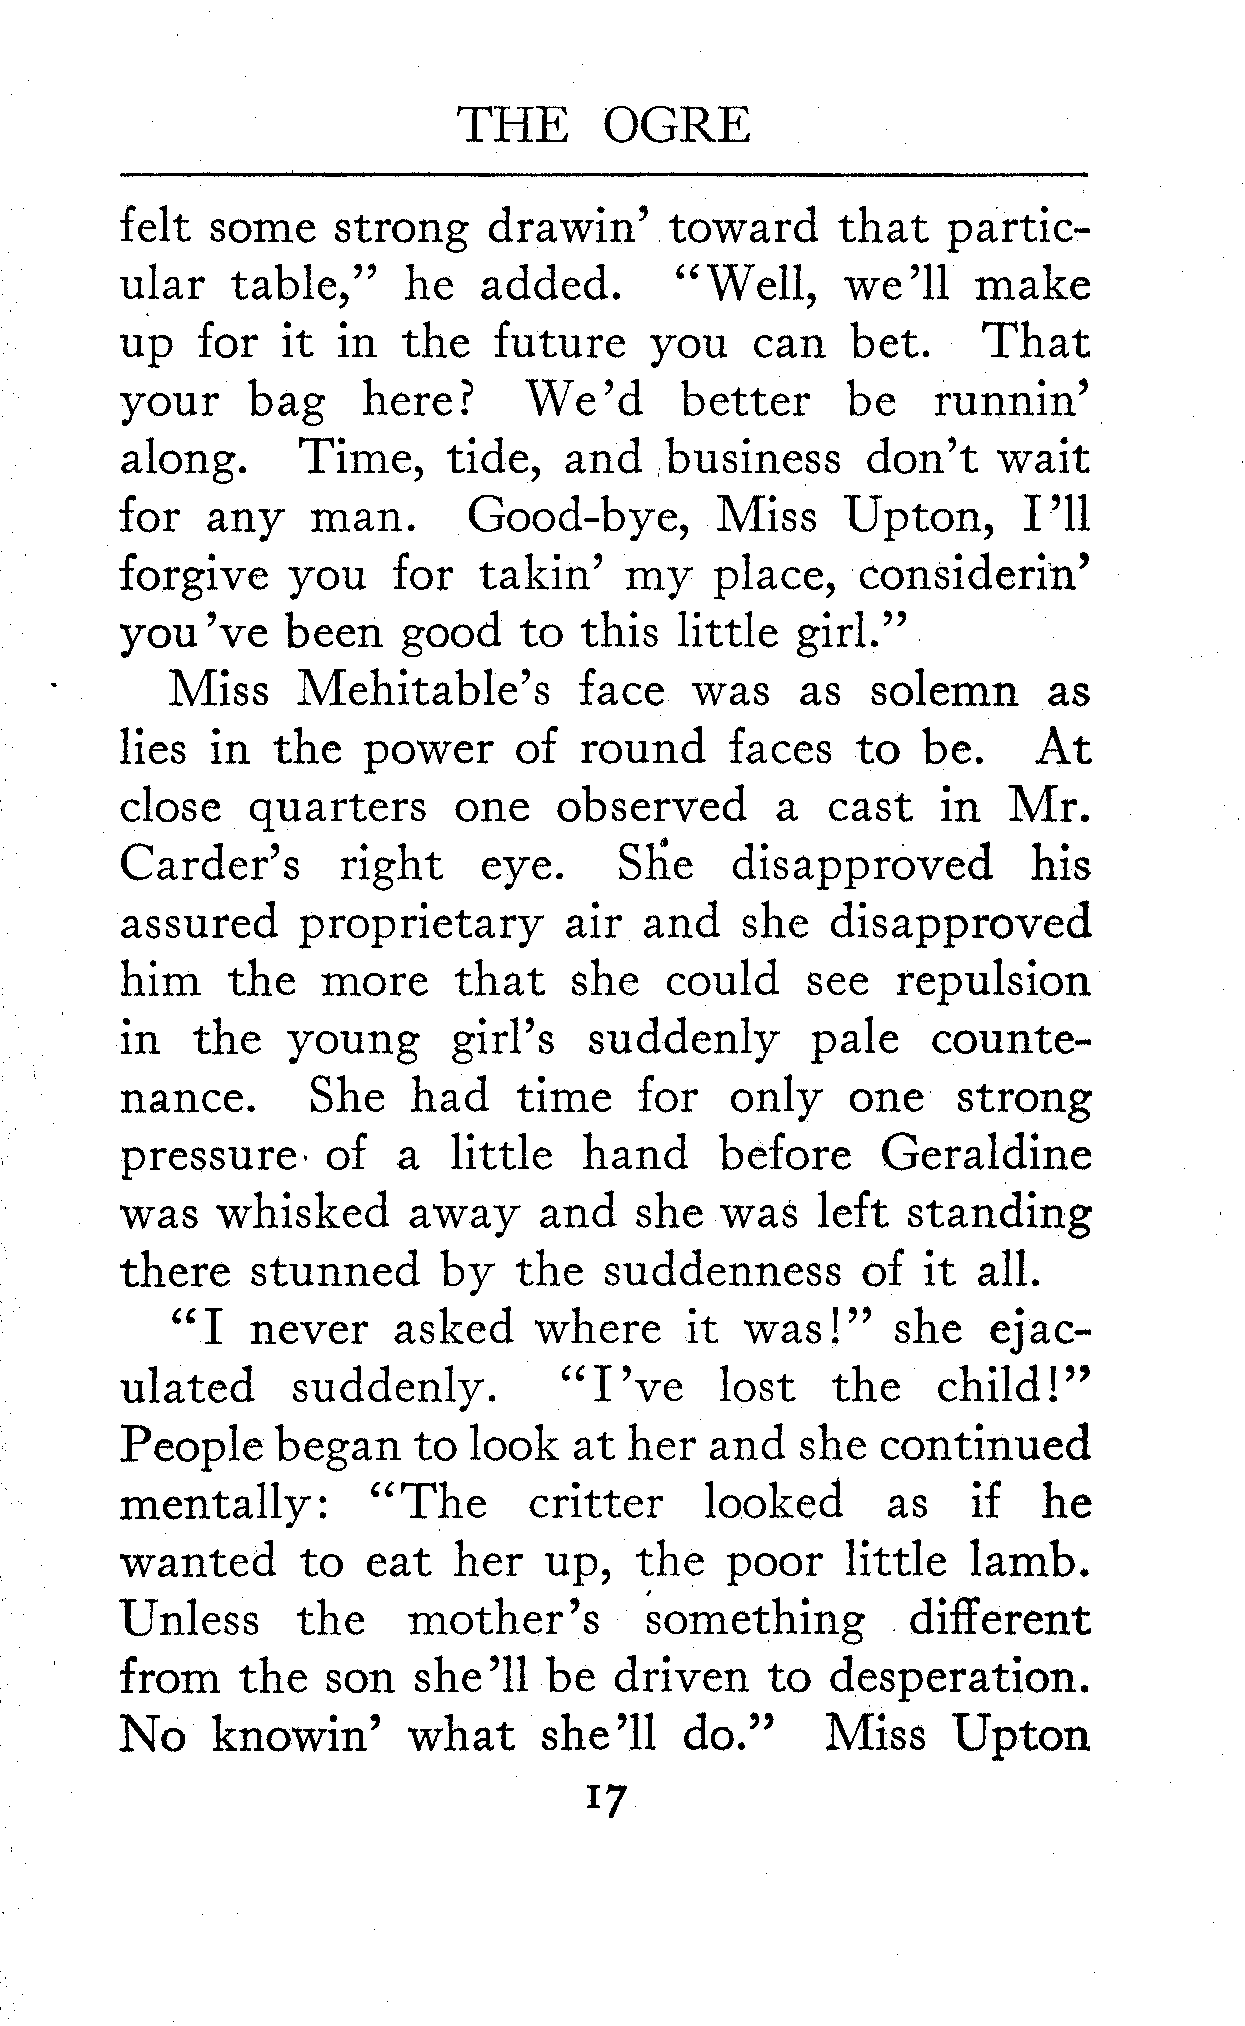 THE OGRE
felt some strong drawin' toward that partic-
ular table," he added. "Well, we'll make
up for it in the future you can bet. That
your bag here? We'd better be runnin'
along. Time, tide, and business don't wait
for any man. Good-bye, Miss Upton, I'll
forgive you for takin' my place, considerin'
you've been good to this little girl."
Miss Mehitable's face was as solemn as
lies in the power of round faces to be. At
close quarters one observed a cast in Mr.
Carder's right eye. She disapproved his
assured proprietary air and she disapproved
him the more that she could see repulsion
in the young girl's suddenly pale counte-
nance. She had time for only one strong
pressure of a little hand before Geraldine
was whisked away and she was left standing
there stunned by the suddenness of it all.
"I never asked where it was!" she ejac-
ulated suddenly. "I've lost the child!"
People began to look at her and she continued
mentally: "The critter looked as if he
wanted to eat her up, the poor little lamb.
Unless the mother's something different
from the son she'll be driven to desperation.
No knowin' what she'll do." Miss Upton
17